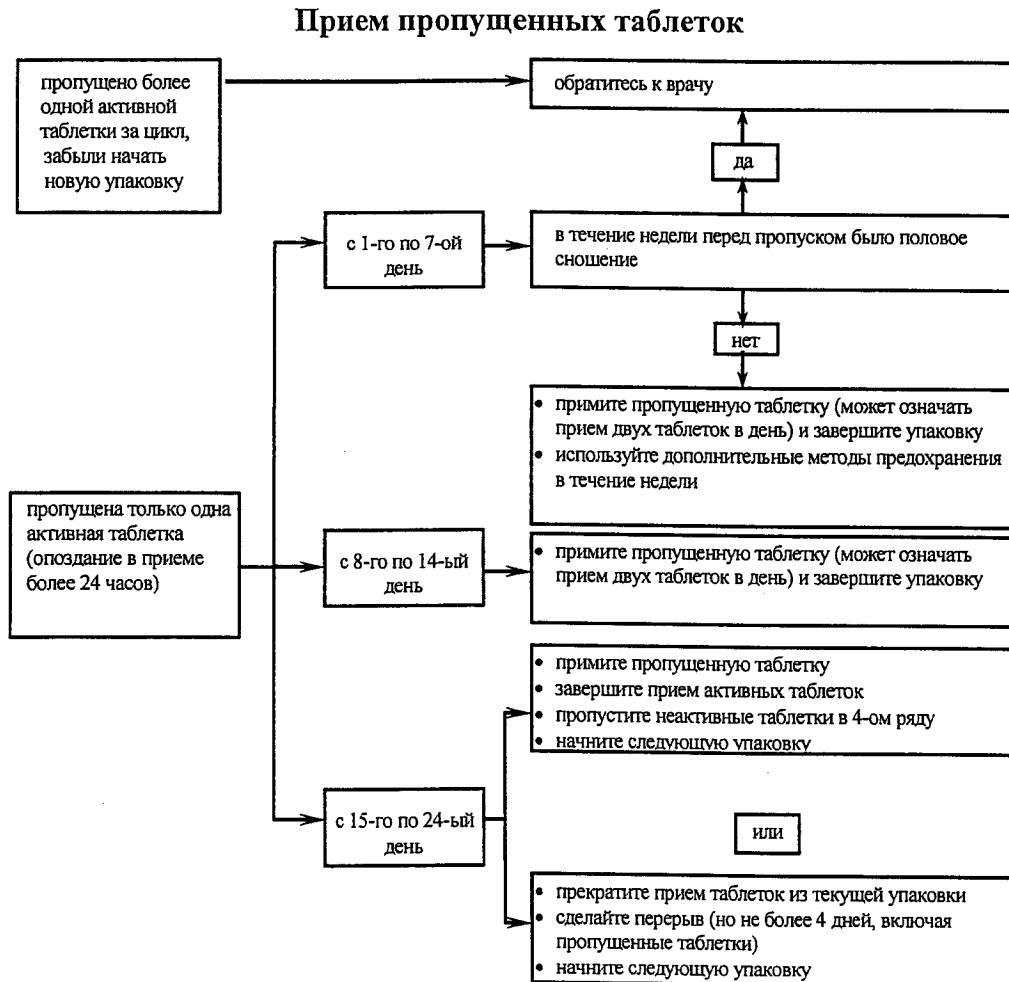 Прием пропущенных таблеток
пропущено более
одной активной
таблетки за цикл,
забыли начать
новую упаковку
обратитесь к врачу
да
с 1-го по 7-ой
день
в течение недели перед пропуском было половое
сношение
нет
• примите пропущенную таблетку (может означать
прием двух таблеток в день) и завершите упаковку
• используйте дополнительные методы предохранения
в течение недели
пропущена только одна
активная таблетка
(опоздание в приеме
более 24 часов)
с 8-го по 14-ый
день
• примите пропущенную таблетку (может означать
прием двух таблеток в день) и завершите упаковку
• примите пропущенную таблетку
• завершите прием активных таблеток
• пропустите неактивные таблетки в 4-ом ряду
• начните следующую упаковку
с 15-го по 24-ый
день
или
• прекратите прием таблеток из текущей упаковки
• сделайте перерыв (но не более 4 дней, включая
пропущенные таблетки)
• начните следующую упаковку